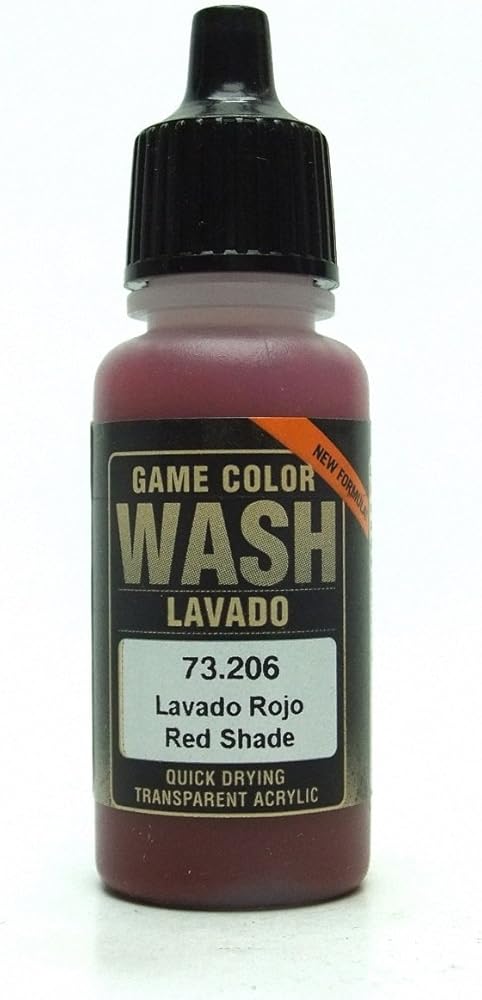 NEW FORMULA
GAME COLOR
WASH
LAVADO
73.206
Lavado Rojo
Red Shade
QUICK DRYING
TRANSPARENT ACRYLIC